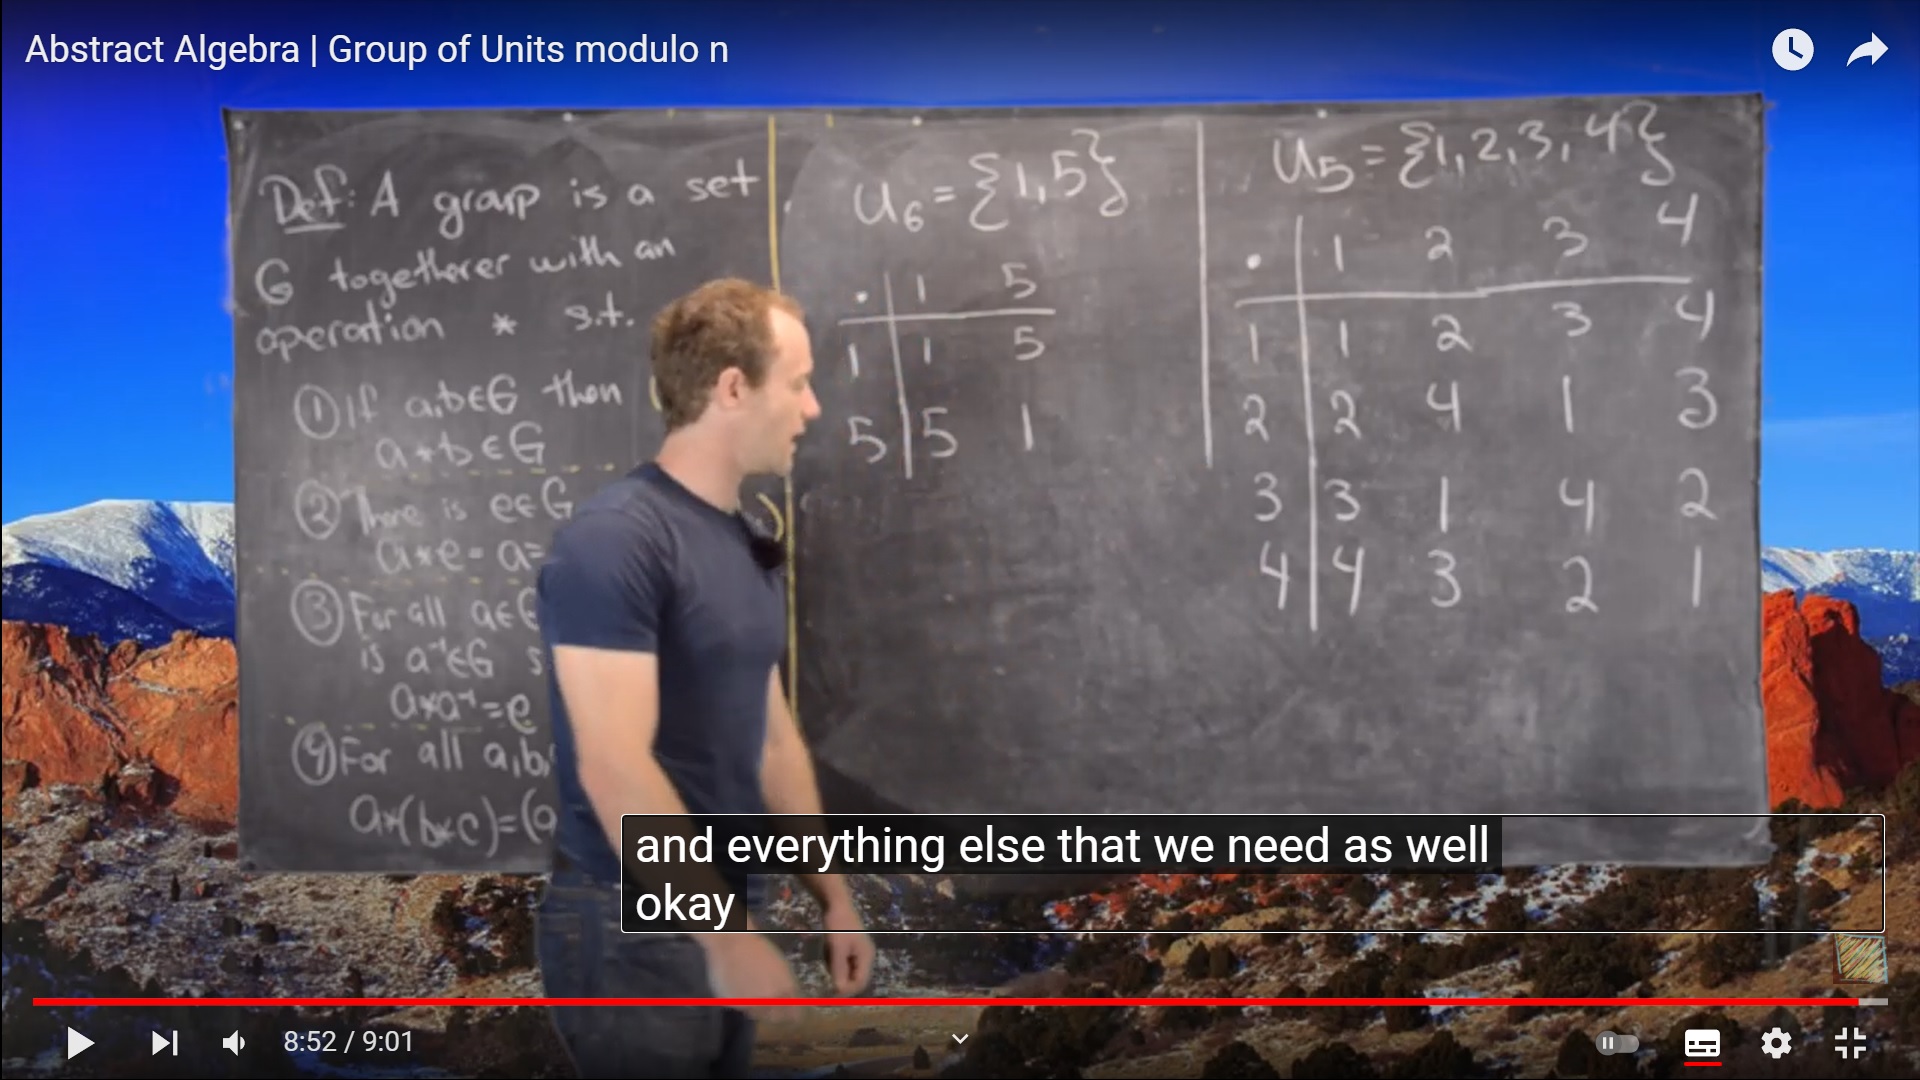 Abstract Algebra | Group of Units modulo n
Def: A group is a set
G togetherer with an
operation * s.t.
① If a,b∈G then
a*b∈G
② There is e∈G
a*e=a=
③ For all a∈G
is a⁻¹∈G s
a*a⁻¹=e
④ For all a,b,
a*(b*c)=(a
U₆={1,5}
· 1 5
1 1 5
5 5 1
U₅={1,2,3,4}
· 1 2 3 4
1 1 2 3 4
2 2 4 1 3
3 3 1 4 2
4 4 3 2 1
and everything else that we need as well
okay
8:52 / 9:01